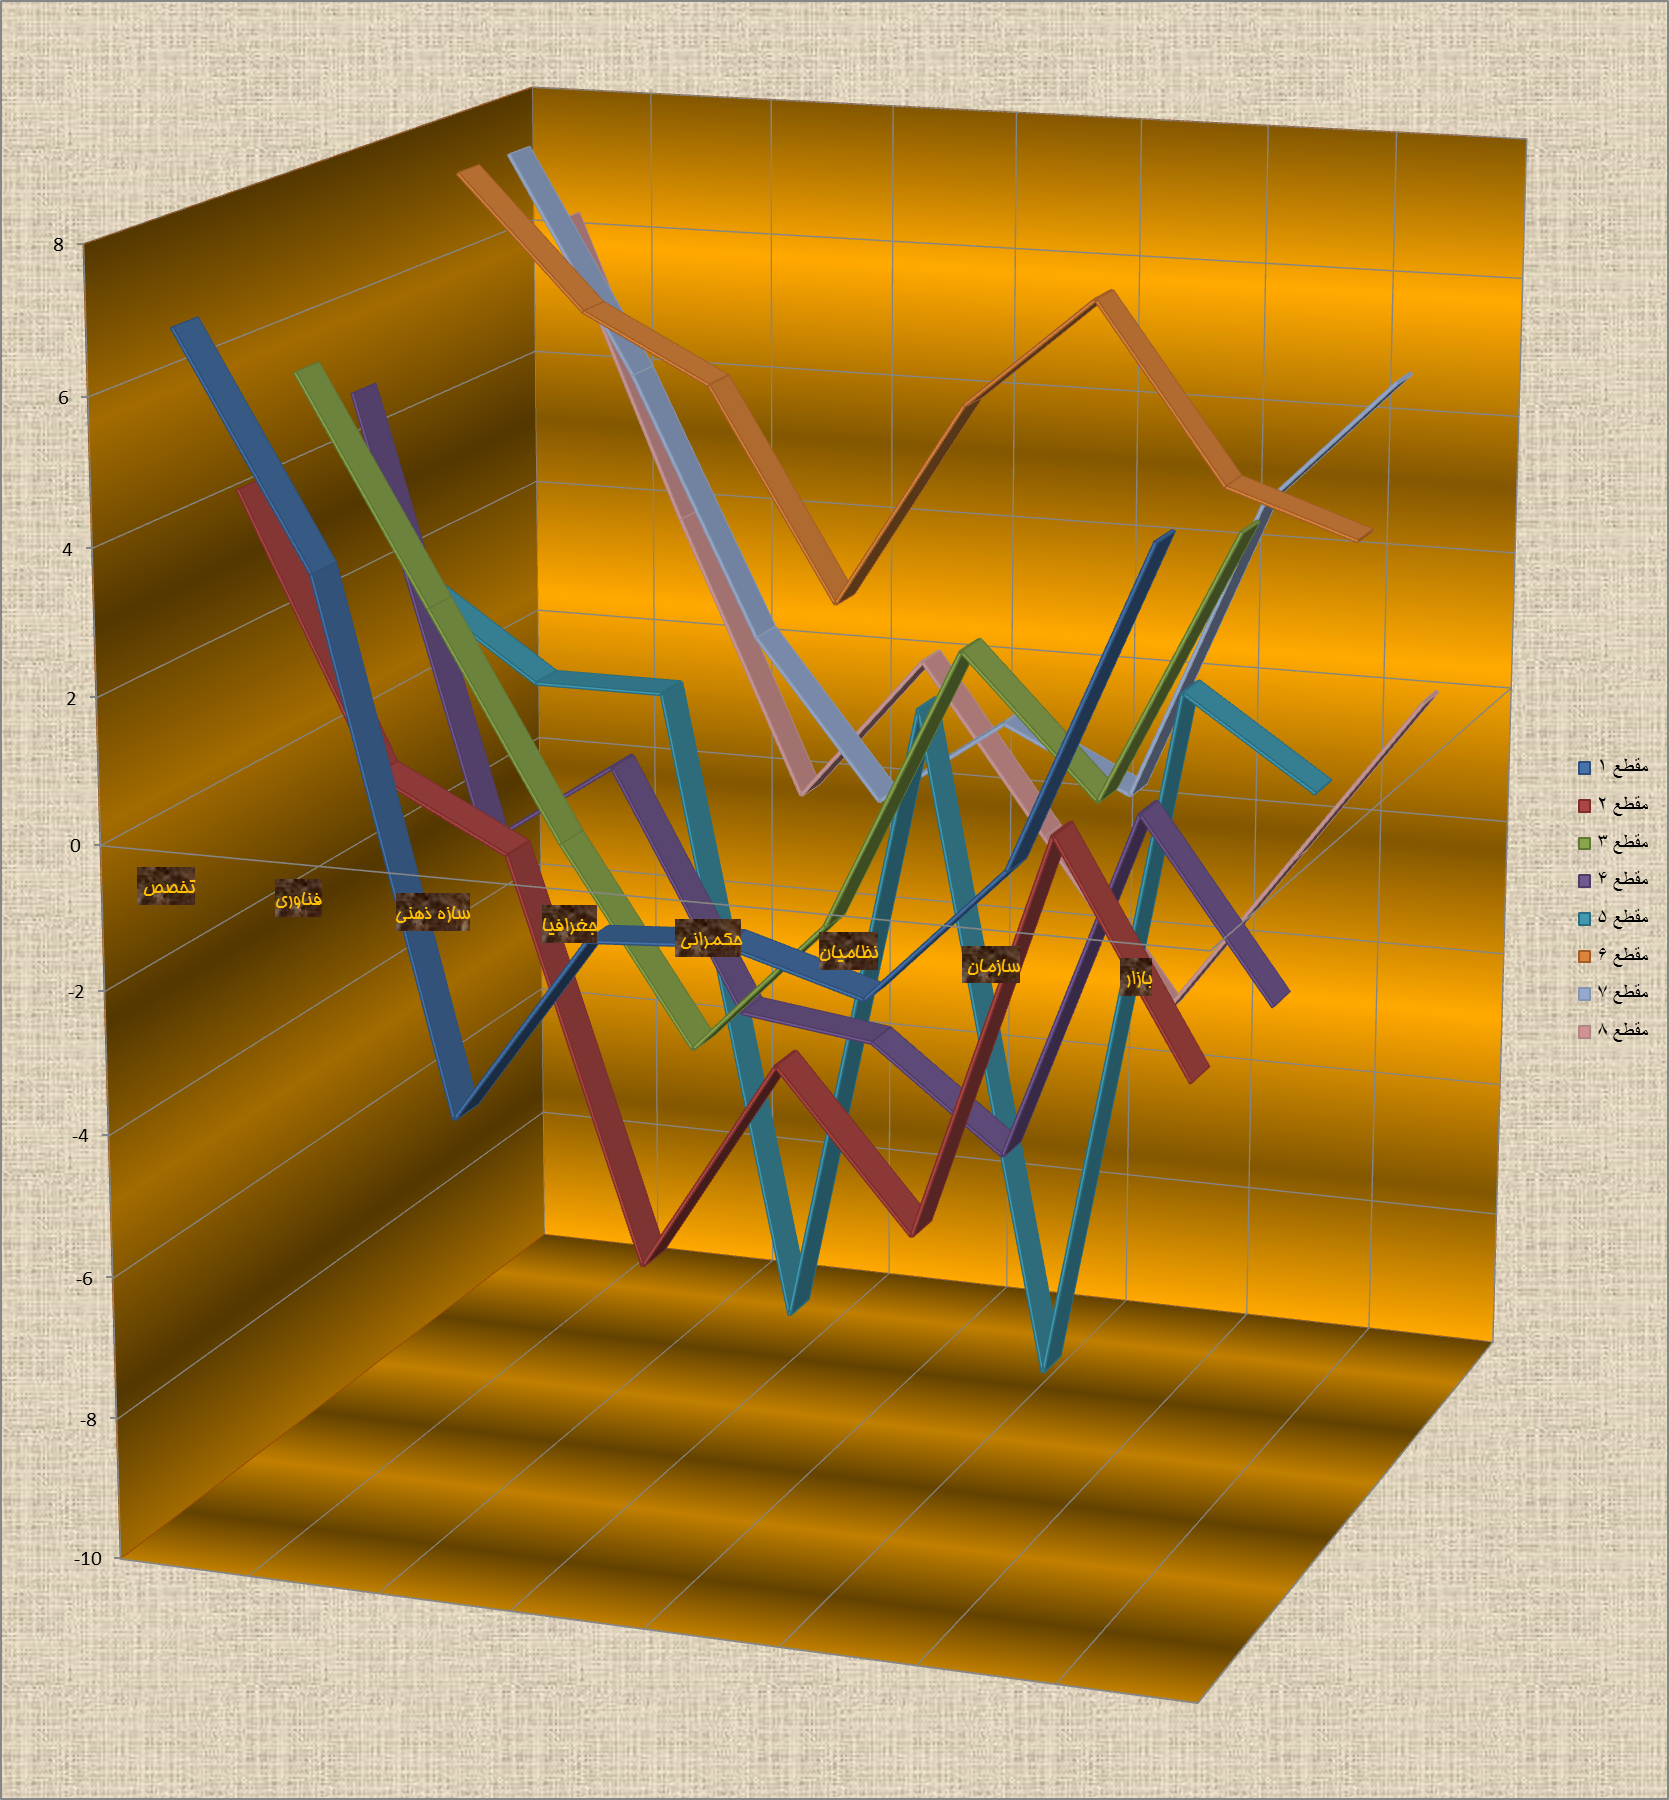 8
6
4
2
0
-2
-4
-6
-8
-10
تخصص
فناوری
سازه ذهنی
جغرافیا
حکمرانی
نظامیان
سازمان
بازار
مقطع ۱
مقطع ۲
مقطع ۳
مقطع ۴
مقطع ۵
مقطع ۶
مقطع ۷
مقطع ۸